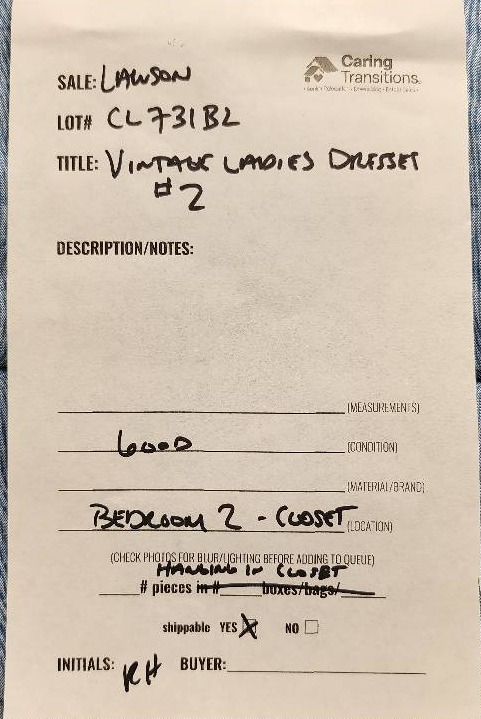 Caring
Transitions.
SALE: LAWSON
LOT# CL731B2
TITLE: VINTAGE LADIES DRESSES
#2
DESCRIPTION/NOTES:
(MEASUREMENTS)
GOOD (CONDITION)
(MATERIAL/BRAND)
BEDROOM 2 - CLOSET (LOCATION)
(CHECK PHOTOS FOR BLUR/LIGHTING BEFORE ADDING TO QUEUE)
HANGING IN CLOSET
# pieces in # boxes/bags/
shippable YES X NO
INITIALS: RH BUYER: